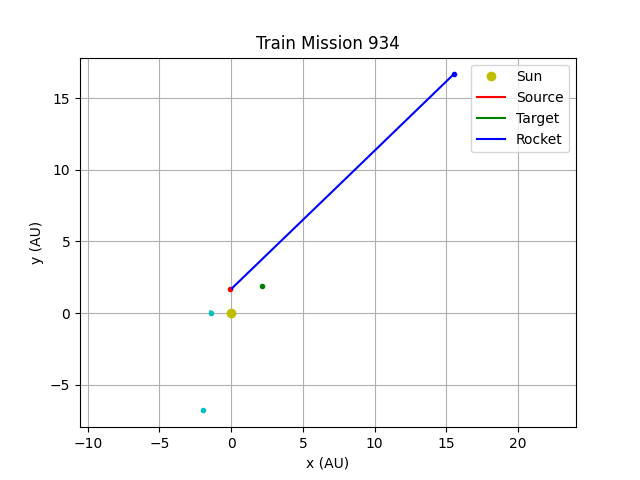 Train Mission 934
Sun
Source
Target
Rocket
y (AU)
15
10
5
0
−5
−10
−5
0
5
10
15
20
x (AU)